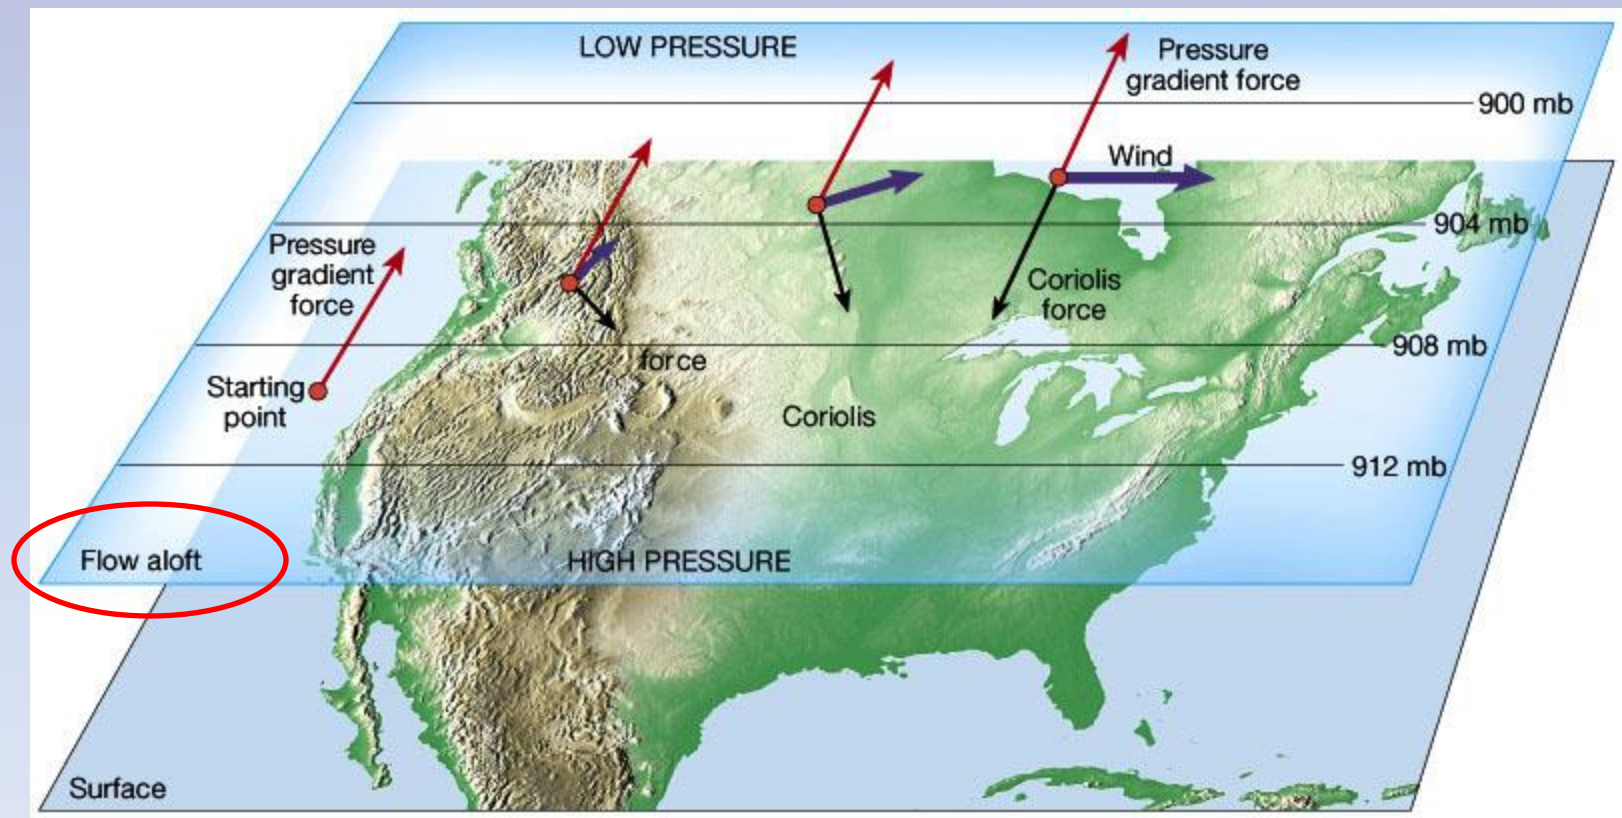 LOW PRESSURE
Pressure
gradient force
900 mb
Wind
904 mb
Pressure
gradient
force
Coriolis
force
908 mb
force
Starting
point
Coriolis
912 mb
Flow aloft
HIGH PRESSURE
Surface